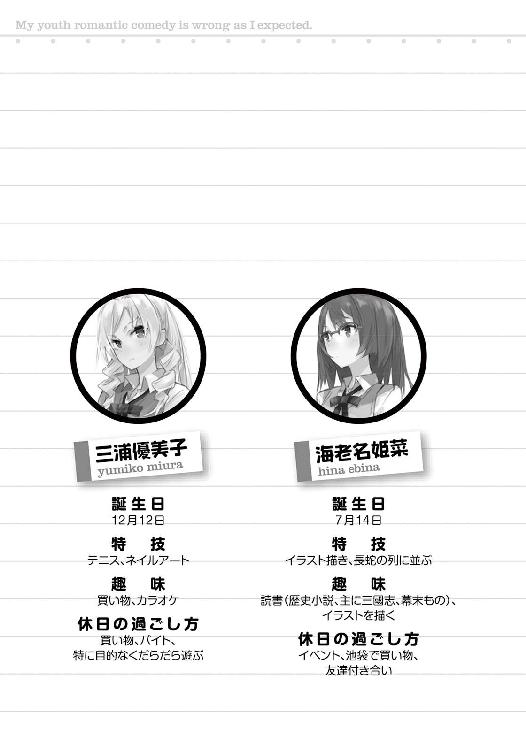 My youth romantic comedy is wrong as I expected.
三浦優美子
yumiko miura
誕生日
12月12日
特技
テニス、ネイルアート
趣味
買い物、カラオケ
休日の過ごし方
買い物、バイト、
特に目的なくだらだら遊ぶ
海老名姫菜
hina ebina
誕生日
7月14日
特技
イラスト描き、長蛇の列に並ぶ
趣味
読書(歴史小説、主に三國志、幕末もの)、
イラストを描く
休日の過ごし方
イベント、池袋で買い物、
友達付き合い